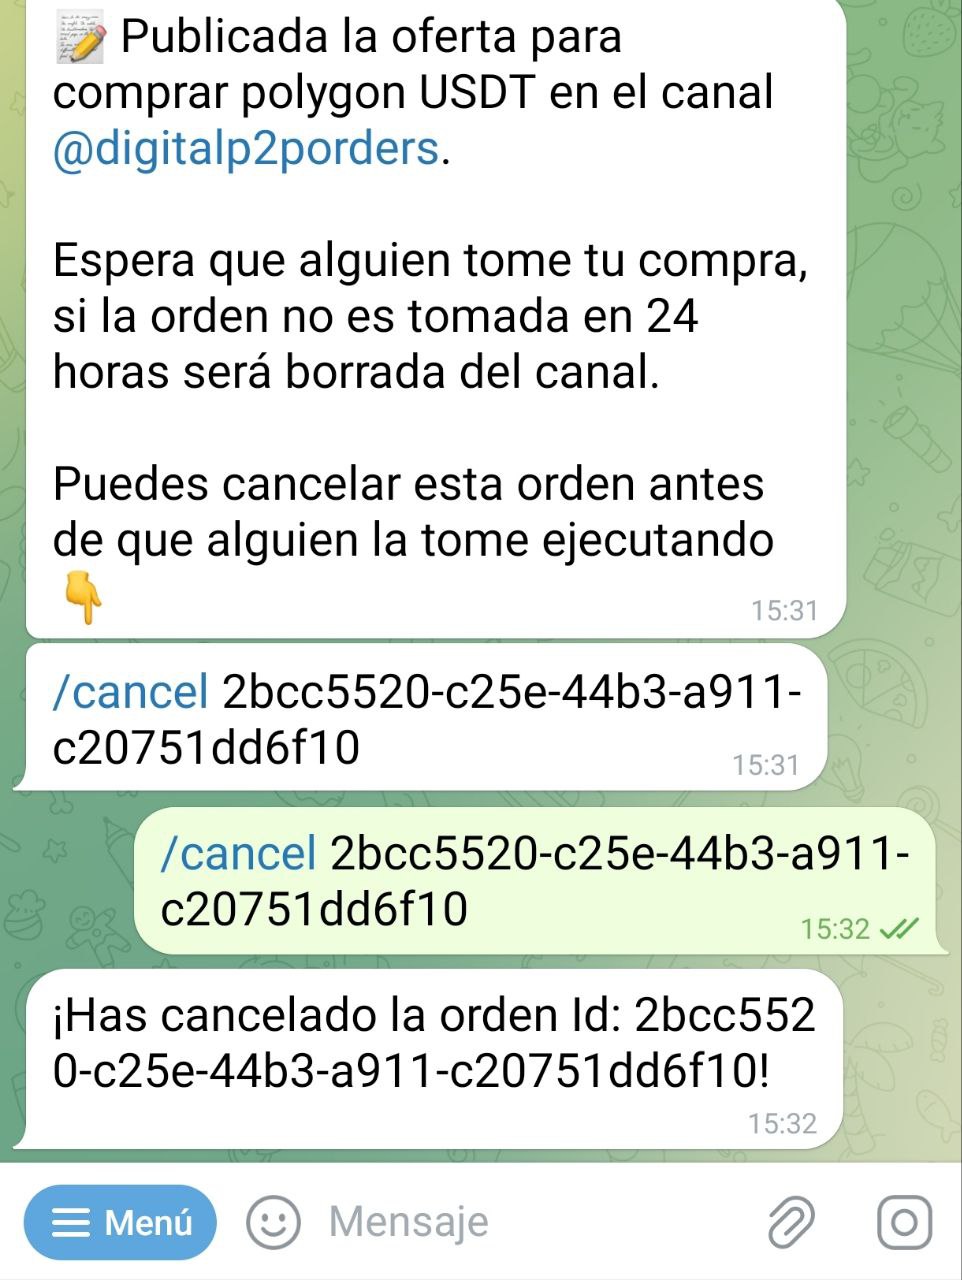 Publicada la oferta para
comprar polygon USDT en el canal
@digitalp2porders.
Espera que alguien tome tu compra,
si la orden no es tomada en 24
horas será borrada del canal.
Puedes cancelar esta orden antes
de que alguien la tome ejecutando
15:31
/cancel 2bcc5520-c25e-44b3-a911-
c20751dd6f10
15:31
/cancel 2bcc5520-c25e-44b3-a911-
c20751dd6f10
15:32
¡Has cancelado la orden Id: 2bcc552
0-c25e-44b3-a911-c20751dd6f10!
15:32
Menú Mensaje